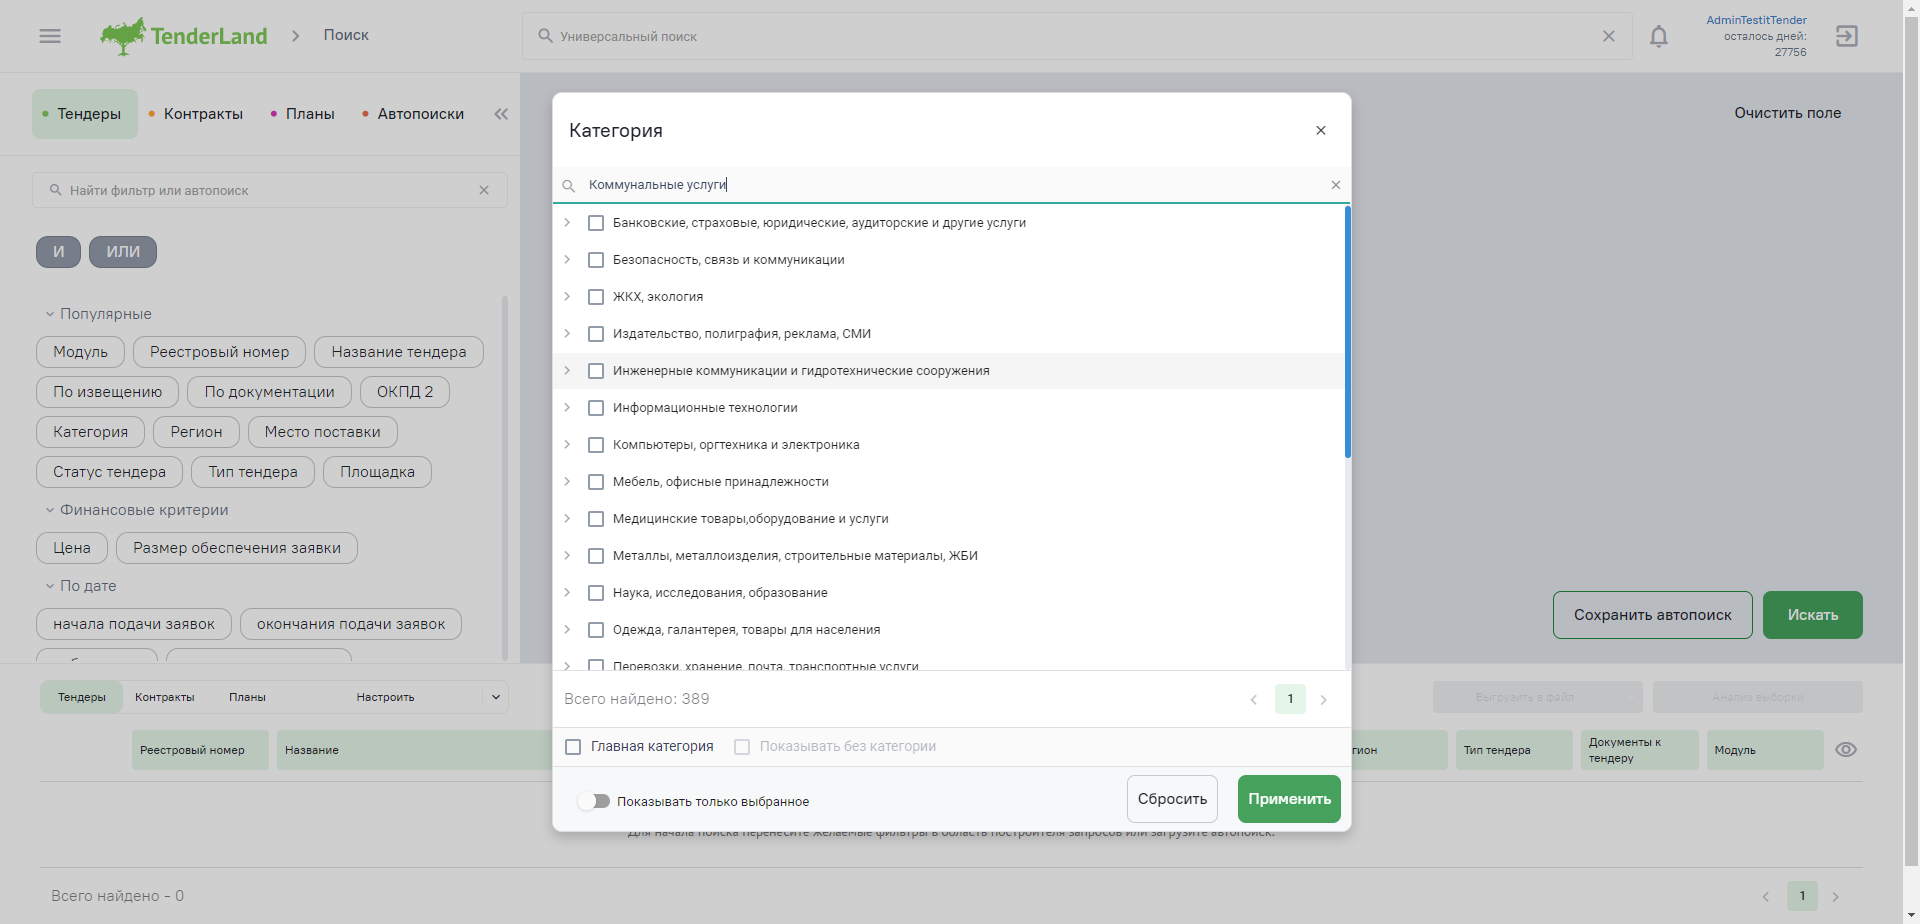 TenderLand
Поиск
Универсальный поиск
AdminTestitTender
осталось дней:
27756
Тендеры
Контракты
Планы
Автопоиски
Очистить поле
Найти фильтр или автопоиск
И
ИЛИ
Популярные
Модуль
Реестровый номер
Название тендера
По извещению
По документации
ОКПД 2
Категория
Регион
Место поставки
Статус тендера
Тип тендера
Площадка
Финансовые критерии
Цена
Размер обеспечения заявки
По дате
начала подачи заявок
окончания подачи заявок
Категория
Коммунальные услуги
Банковские, страховые, юридические, аудиторские и другие услуги
Безопасность, связь и коммуникации
ЖКХ, экология
Издательство, полиграфия, реклама, СМИ
Инженерные коммуникации и гидротехнические сооружения
Информационные технологии
Компьютеры, оргтехника и электроника
Мебель, офисные принадлежности
Медицинские товары,оборудование и услуги
Металлы, металлоизделия, строительные материалы, ЖБИ
Наука, исследования, образование
Одежда, галантерея, товары для населения
Перевозки, хранение, почта, транспортные услуги
Всего найдено: 389
1
Главная категория
Показывать без категории
Показывать только выбранное
Сбросить
Применить
Сохранить автопоиск
Искать
Тендеры
Контракты
Планы
Настроить
Выгрузить в файл
Анализ выборки
Реестровый номер
Название
гион
Тип тендера
Документы к
тендеру
Модуль
Для начала поиска перенесите желаемые фильтры в область построителя запросов или загрузите автопоиск.
Всего найдено - 0
1